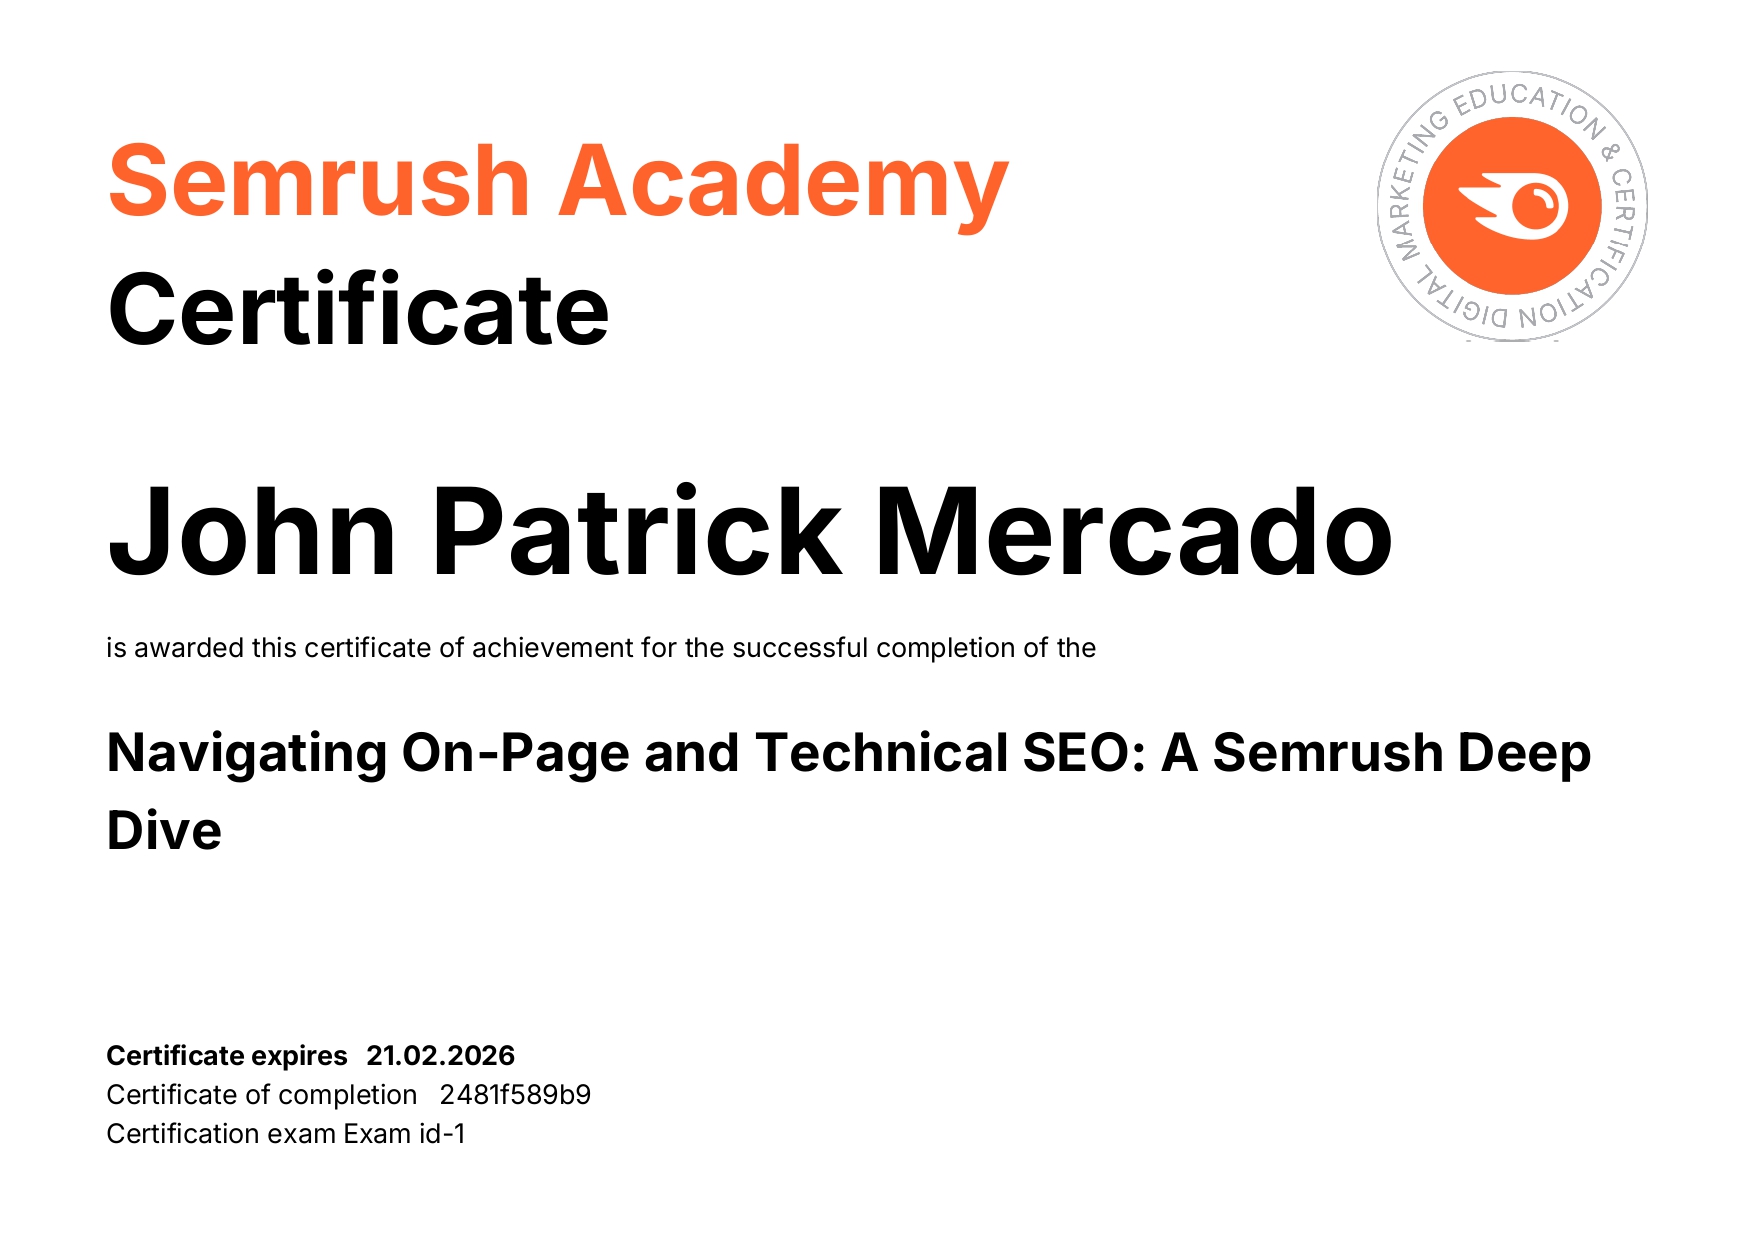 Semrush Academy
Certificate
DIGITAL MARKETING EDUCATION & CERTIFICATION
John Patrick Mercado
is awarded this certificate of achievement for the successful completion of the
Navigating On-Page and Technical SEO: A Semrush Deep
Dive
Certificate expires 21.02.2026
Certificate of completion 2481f589b9
Certification exam Exam id-1